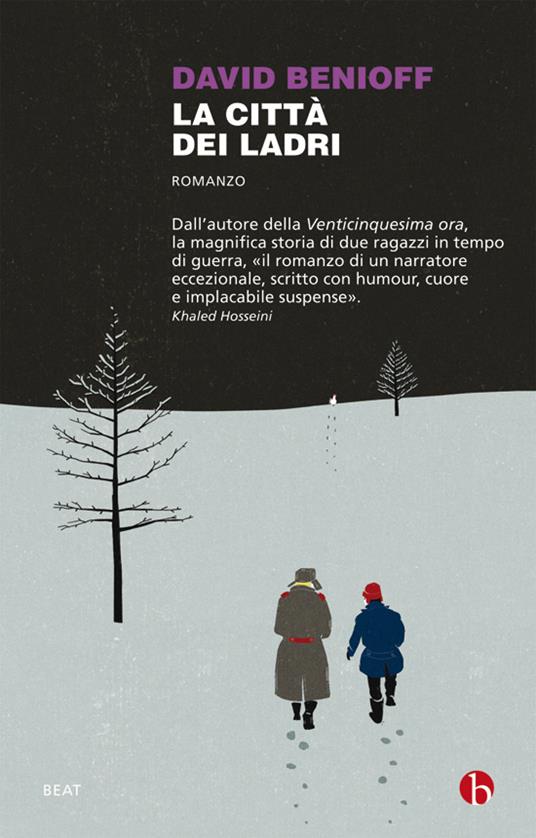 DAVID BENIOFF
LA CITTÀ
DEI LADRI
ROMANZO
Dall'autore della Venticinquesima ora,
la magnifica storia di due ragazzi in tempo
di guerra, «il romanzo di un narratore
eccezionale, scritto con humour, cuore
e implacabile suspense».
Khaled Hosseini
BEAT
b